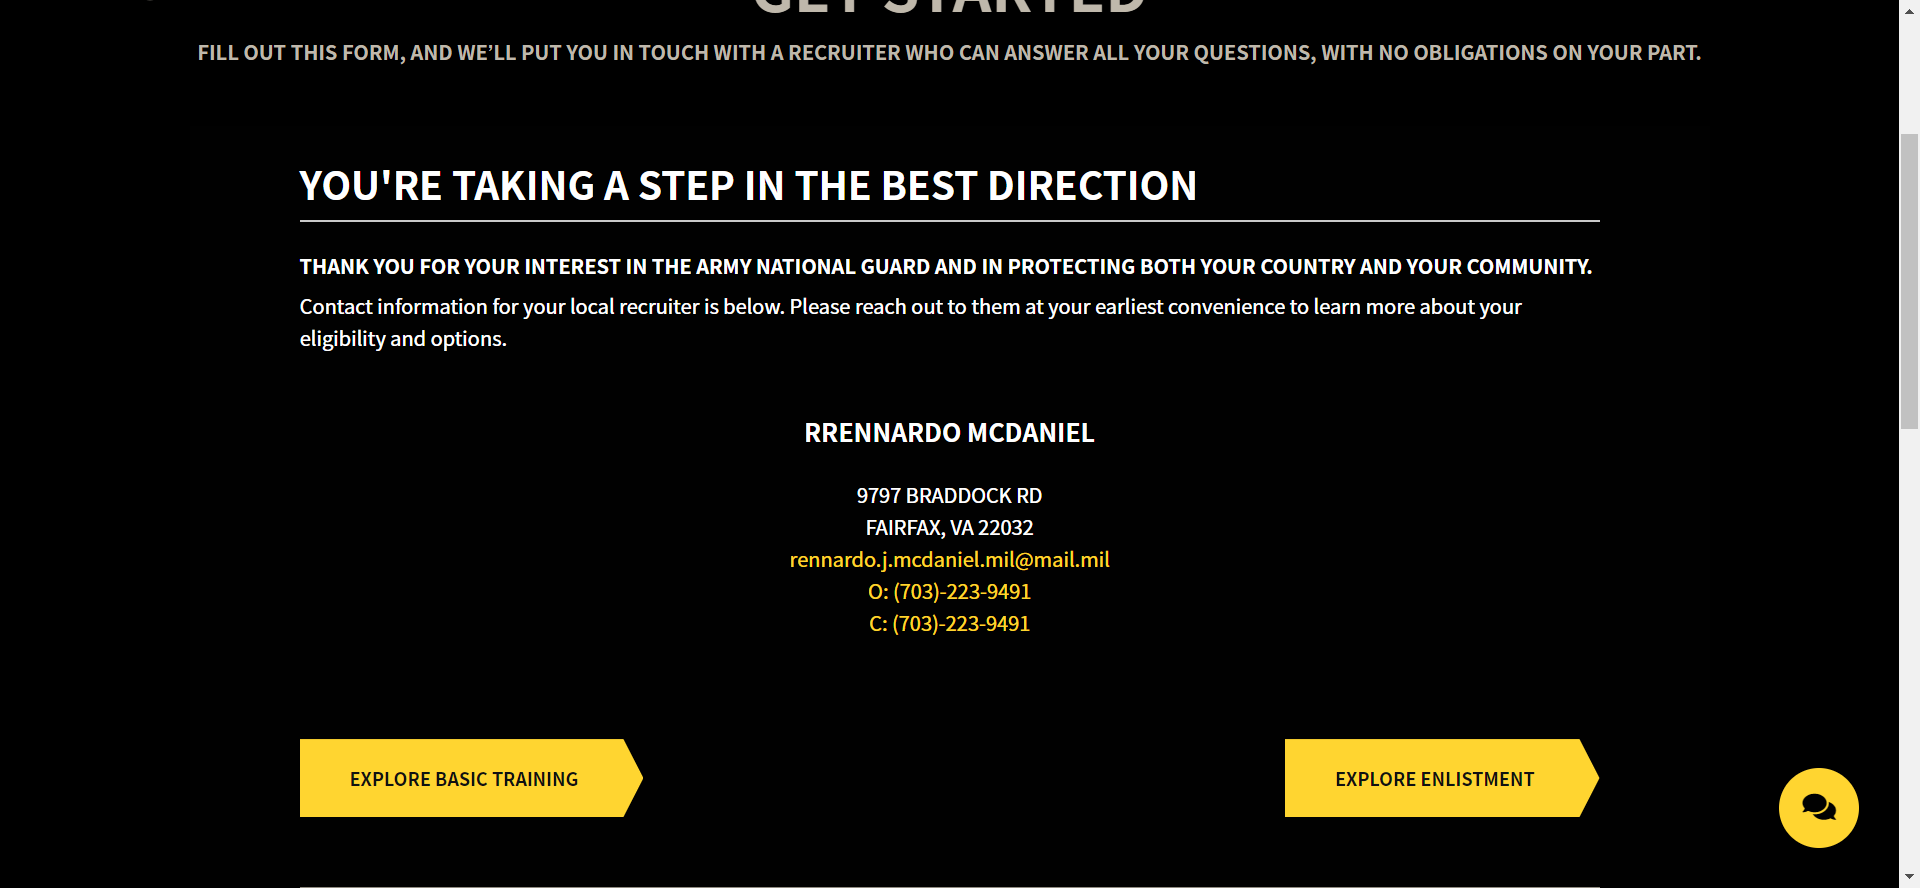 GET STARTED
FILL OUT THIS FORM, AND WE’LL PUT YOU IN TOUCH WITH A RECRUITER WHO CAN ANSWER ALL YOUR QUESTIONS, WITH NO OBLIGATIONS ON YOUR PART.
YOU'RE TAKING A STEP IN THE BEST DIRECTION
THANK YOU FOR YOUR INTEREST IN THE ARMY NATIONAL GUARD AND IN PROTECTING BOTH YOUR COUNTRY AND YOUR COMMUNITY.
Contact information for your local recruiter is below. Please reach out to them at your earliest convenience to learn more about your
eligibility and options.
RRENNARDO MCDANIEL
9797 BRADDOCK RD
FAIRFAX, VA 22032
rennardo.j.mcdaniel.mil@mail.mil
O: (703)-223-9491
C: (703)-223-9491
EXPLORE BASIC TRAINING
EXPLORE ENLISTMENT